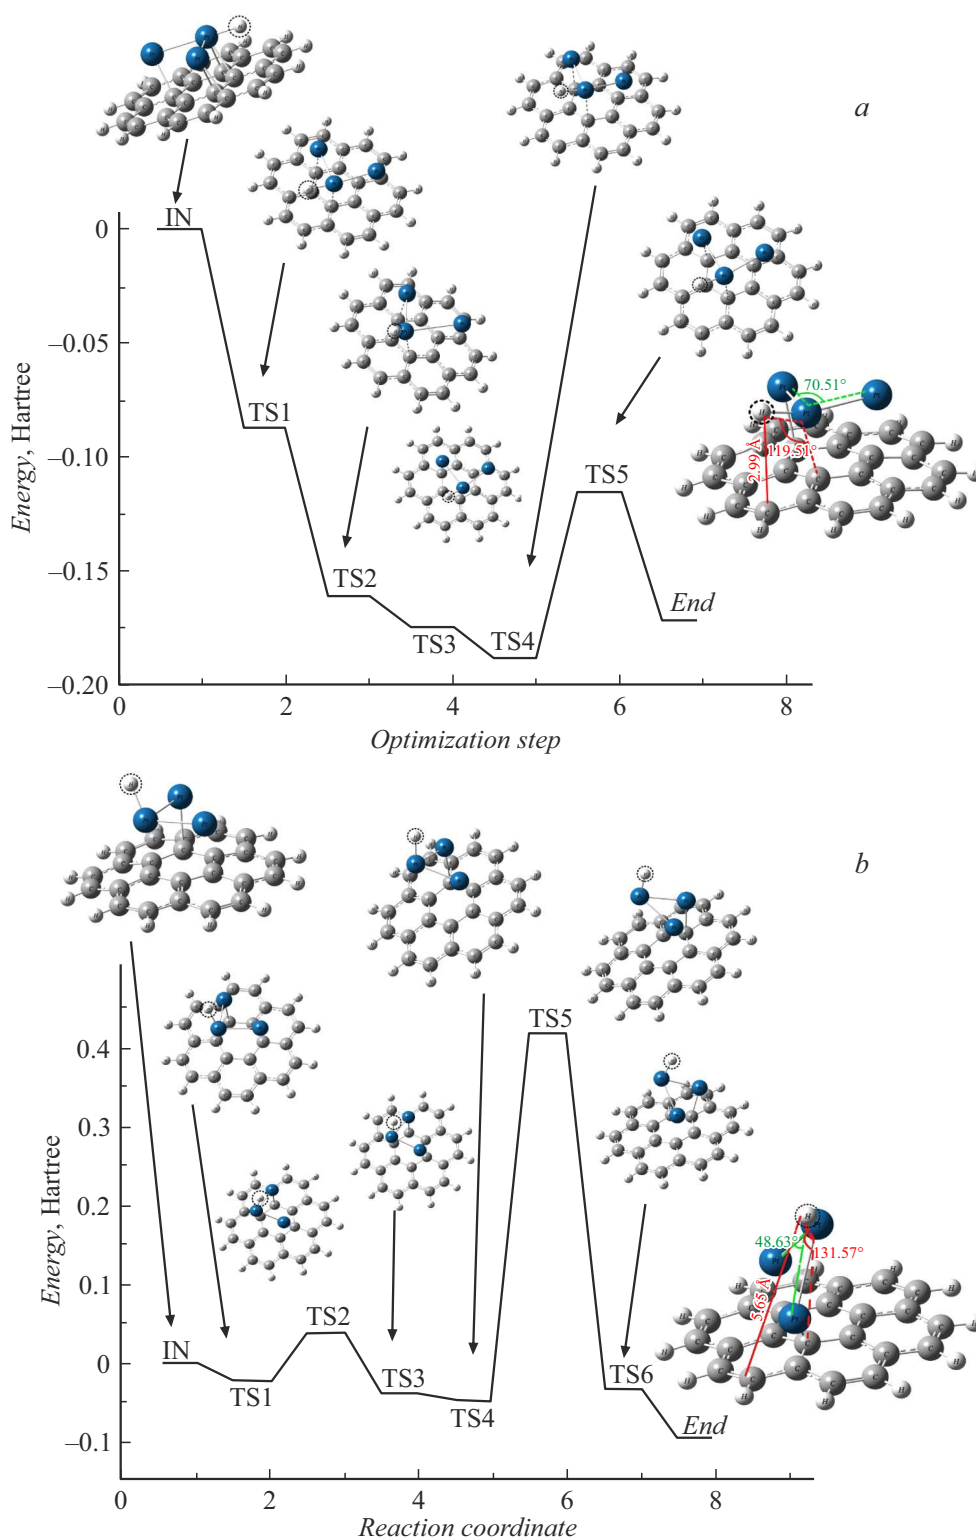 a
IN
0
−0.05
TS1
−0.10
TS5
70.51°
119.51°
2.99 Å
Energy, Hartree
−0.15
TS2
TS3
TS4
End
−0.20
0
2
4
6
8
Optimization step
b
0.4
0.3
0.2
0.1
0
−0.1
Energy, Hartree
IN
TS1
TS2
TS3
TS4
TS5
TS6
End
48.63°
131.57°
5.65 Å
0
2
4
6
8
Reaction coordinate